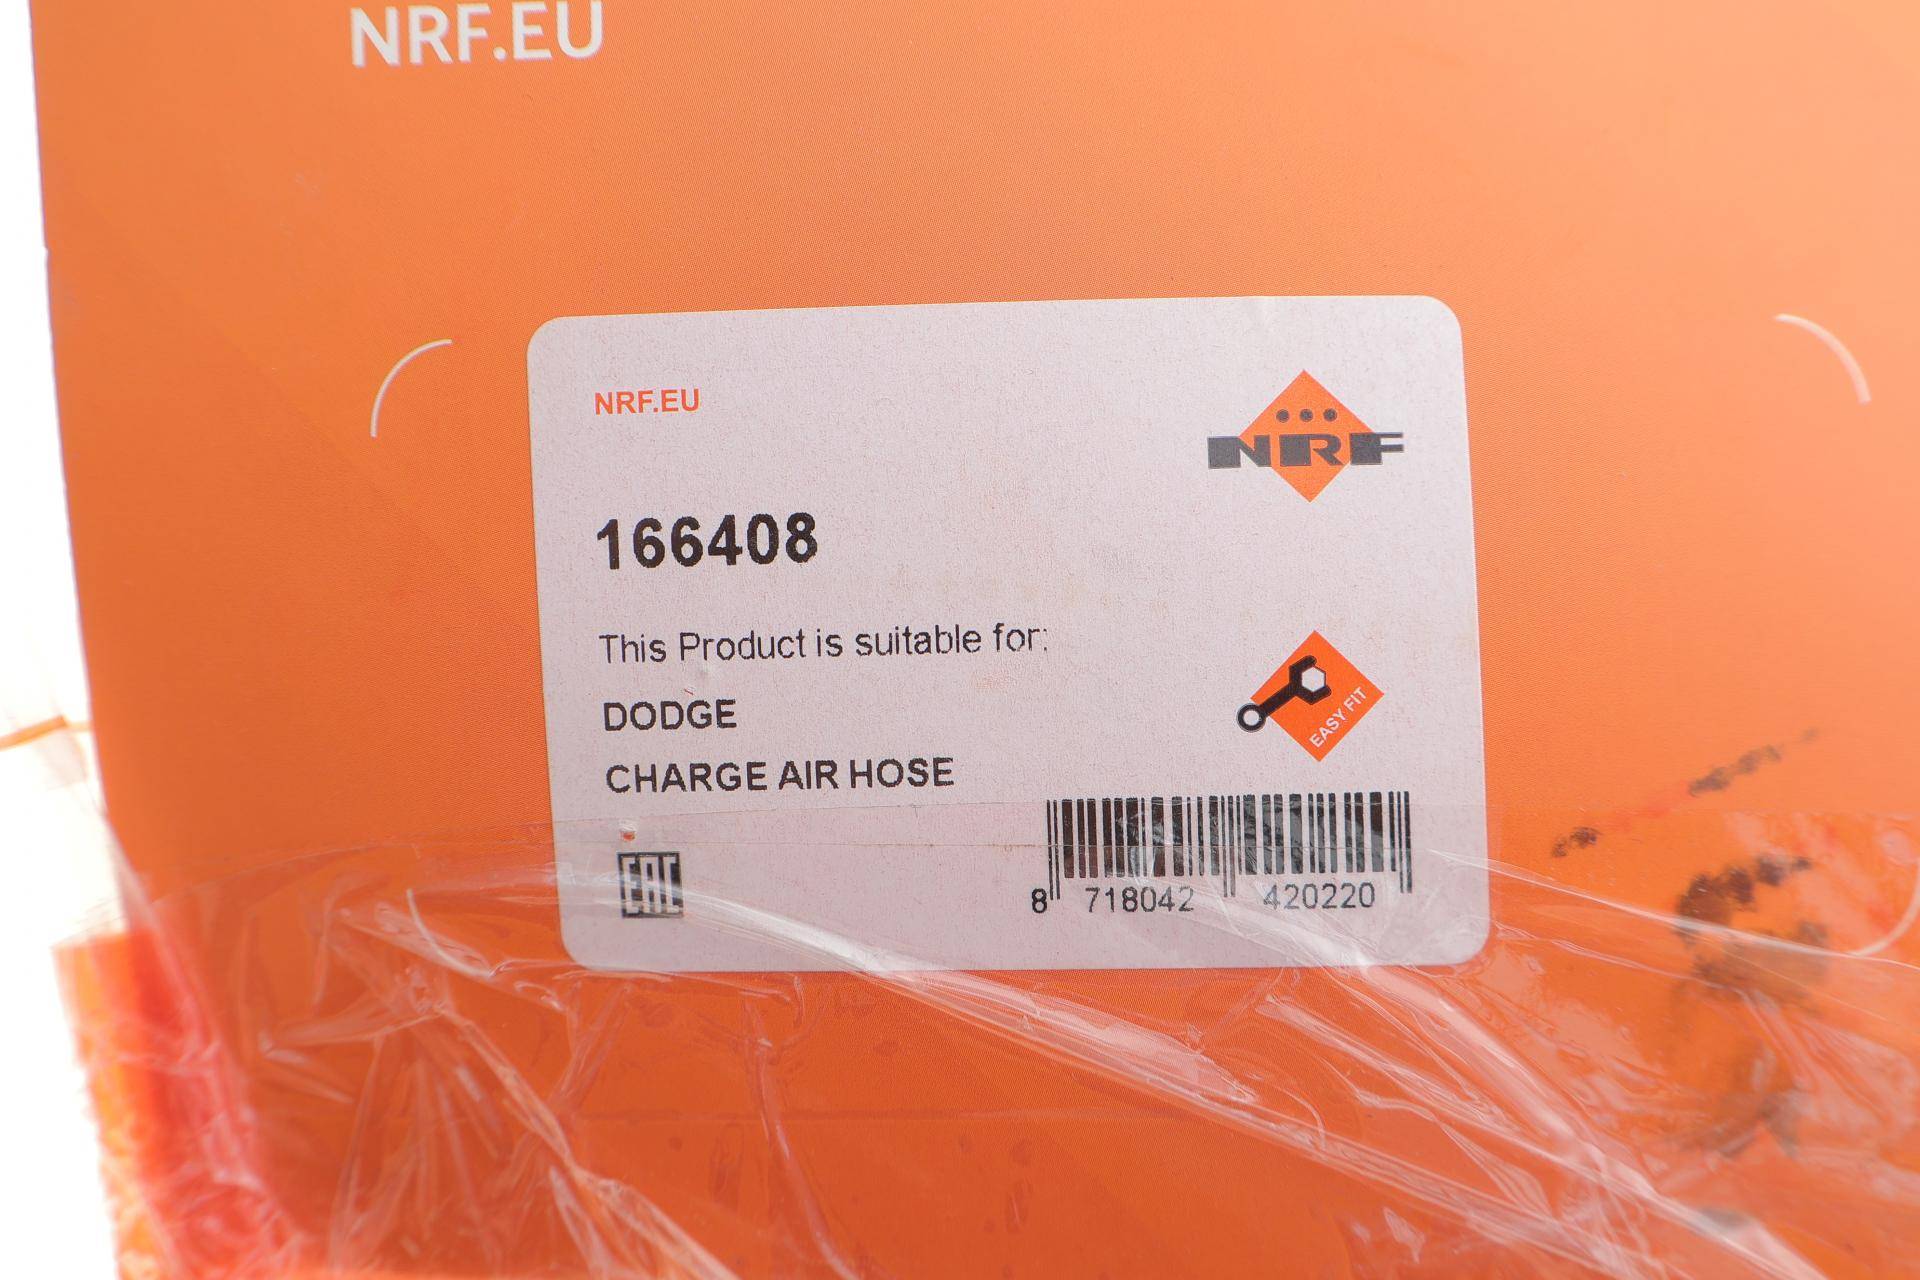 NRF.EU
NRF.EU
NRF
166408
This Product is suitable for:
DODGE
EASY FIT
CHARGE AIR HOSE
EAC
8 718042 420220